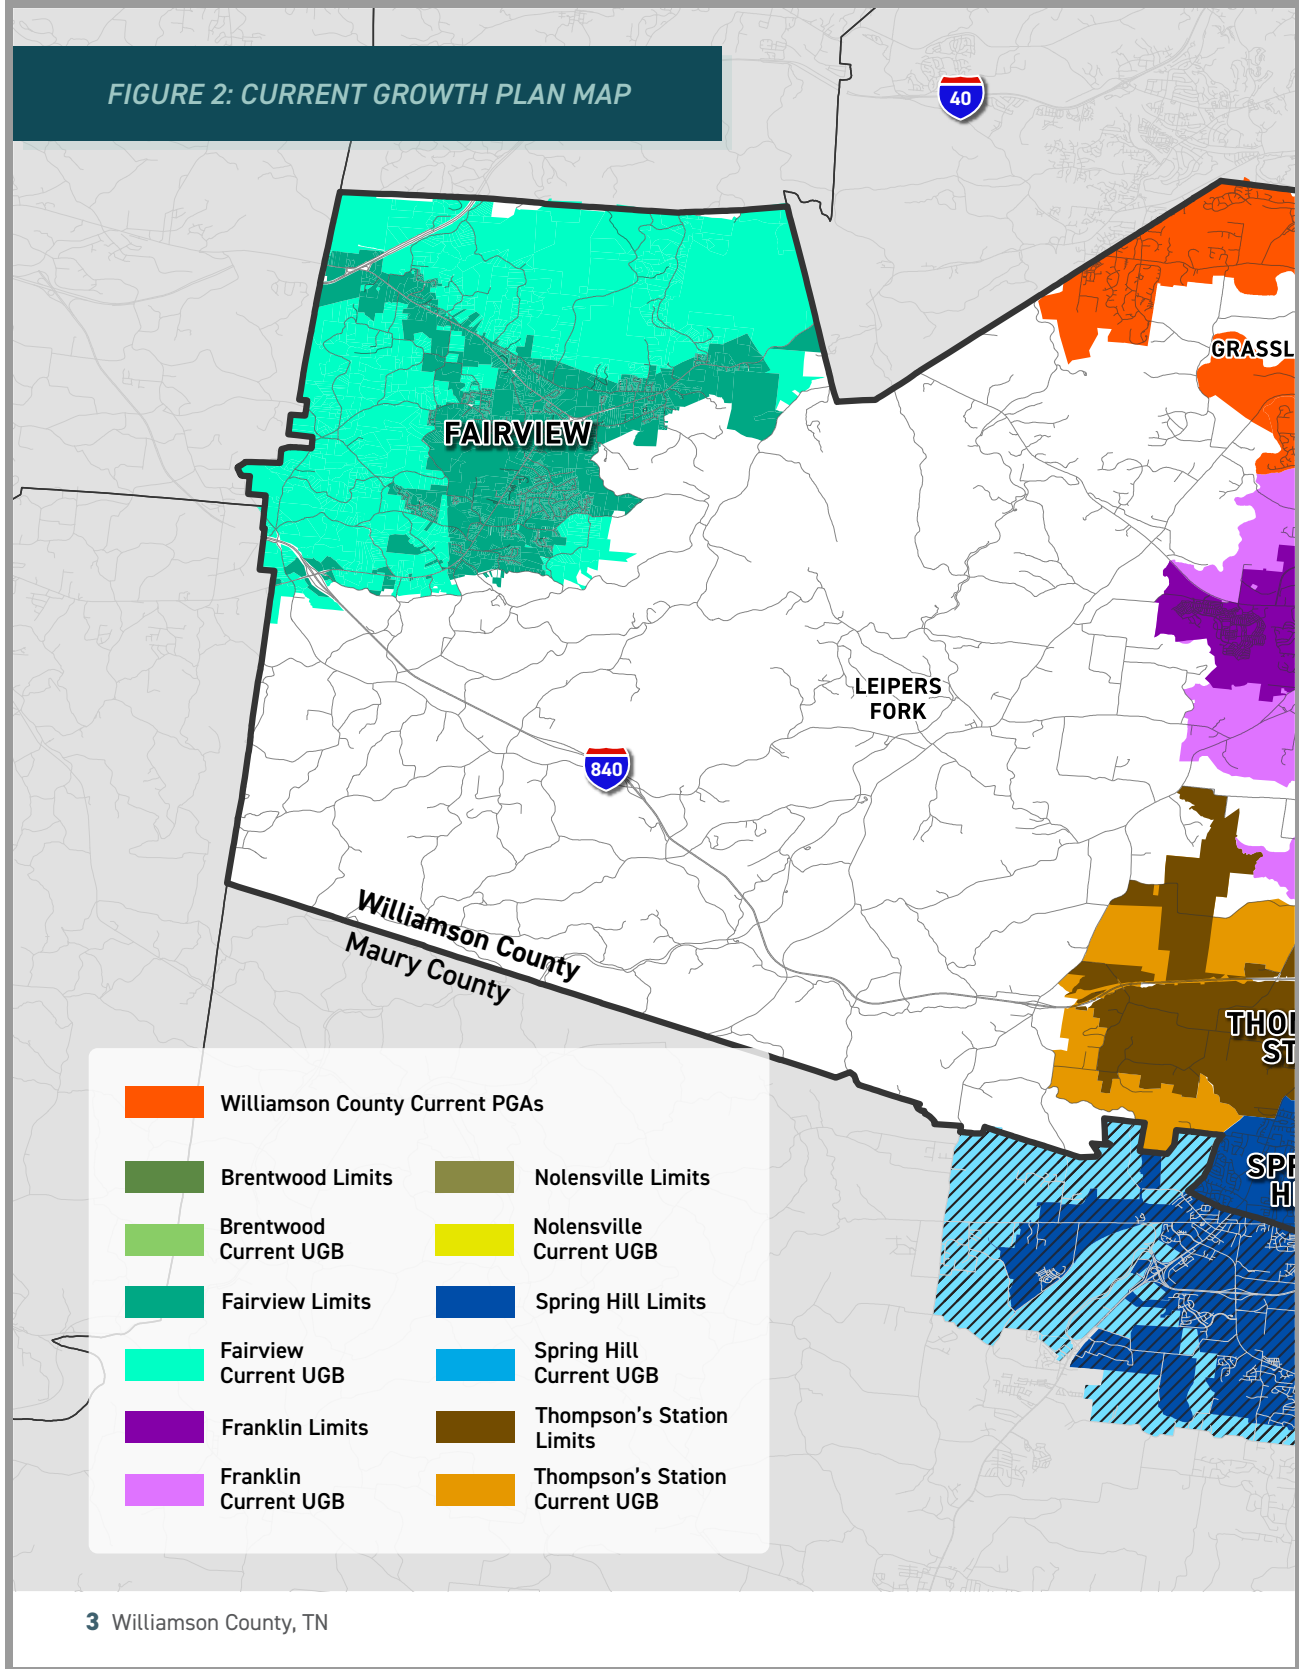 FIGURE 2: CURRENT GROWTH PLAN MAP
40
GRASSL
FAIRVIEW
LEIPERS
FORK
840
Williamson County
Maury County
THO
ST
SPR
H
Williamson County Current PGAs
Brentwood Limits
Nolensville Limits
Brentwood
Current UGB
Nolensville
Current UGB
Fairview Limits
Spring Hill Limits
Fairview
Current UGB
Spring Hill
Current UGB
Franklin Limits
Thompson's Station
Limits
Franklin
Current UGB
Thompson's Station
Current UGB
3 Williamson County, TN